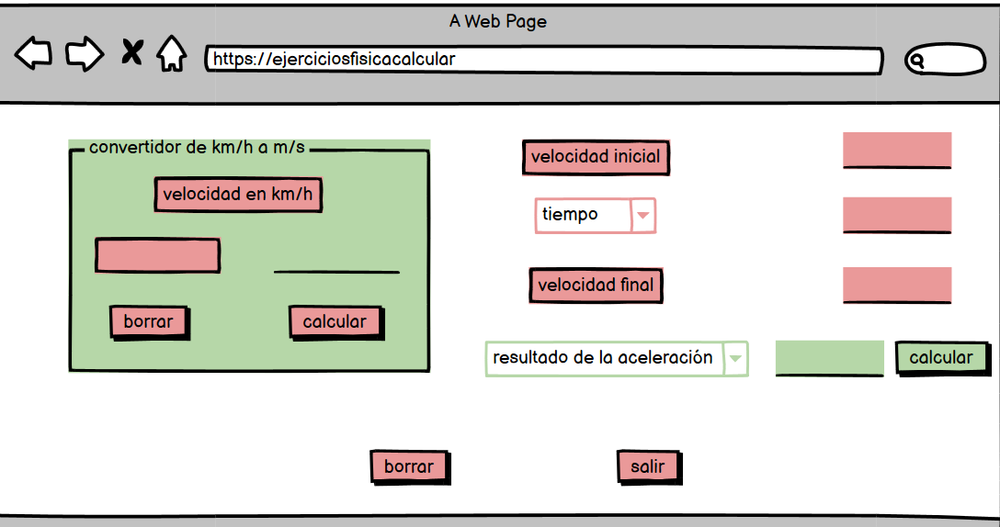 A Web Page
https://ejerciciosfisicacalcular
convertidor de km/h a m/s
velocidad en km/h
borrar
calcular
velocidad inicial
tiempo
velocidad final
resultado de la aceleración
calcular
borrar
salir